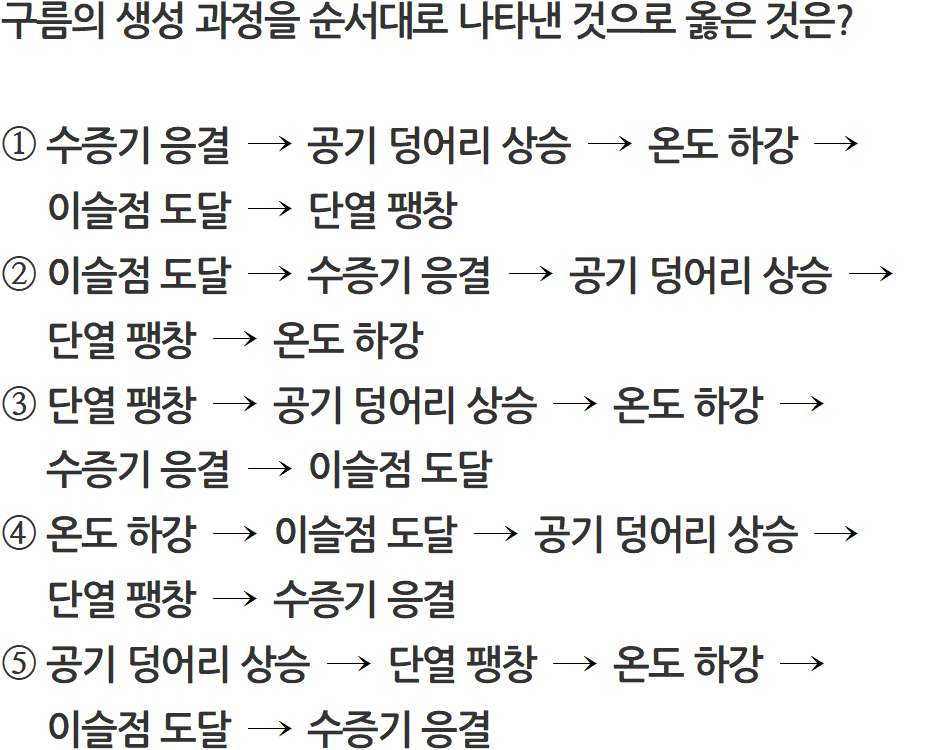 구름의 생성 과정을 순서대로 나타낸 것으로 옳은 것은?
① 수증기 응결 → 공기 덩어리 상승 → 온도 하강 →
이슬점 도달 → 단열 팽창
② 이슬점 도달 → 수증기 응결 → 공기 덩어리 상승 →
단열 팽창 → 온도 하강
③ 단열 팽창 → 공기 덩어리 상승 → 온도 하강 →
수증기 응결 → 이슬점 도달
④ 온도 하강 → 이슬점 도달 → 공기 덩어리 상승 →
단열 팽창 → 수증기 응결
⑤ 공기 덩어리 상승 → 단열 팽창 → 온도 하강 →
이슬점 도달 → 수증기 응결